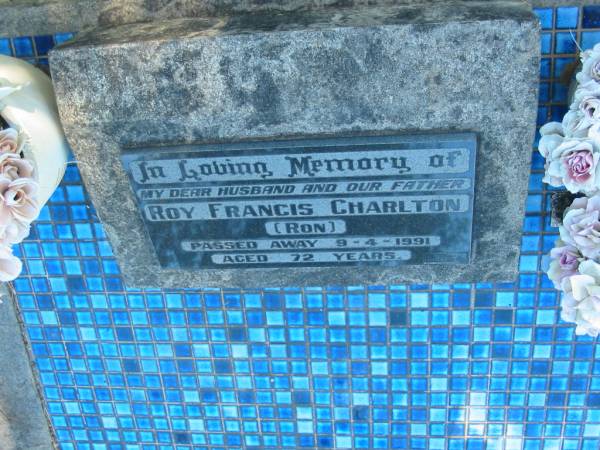 In Loving Memory of
MY DEAR HUSBAND AND OUR FATHER
ROY FRANCIS CHARLTON
(RON)
PASSED AWAY 9-4-1991
AGED 72 YEARS.